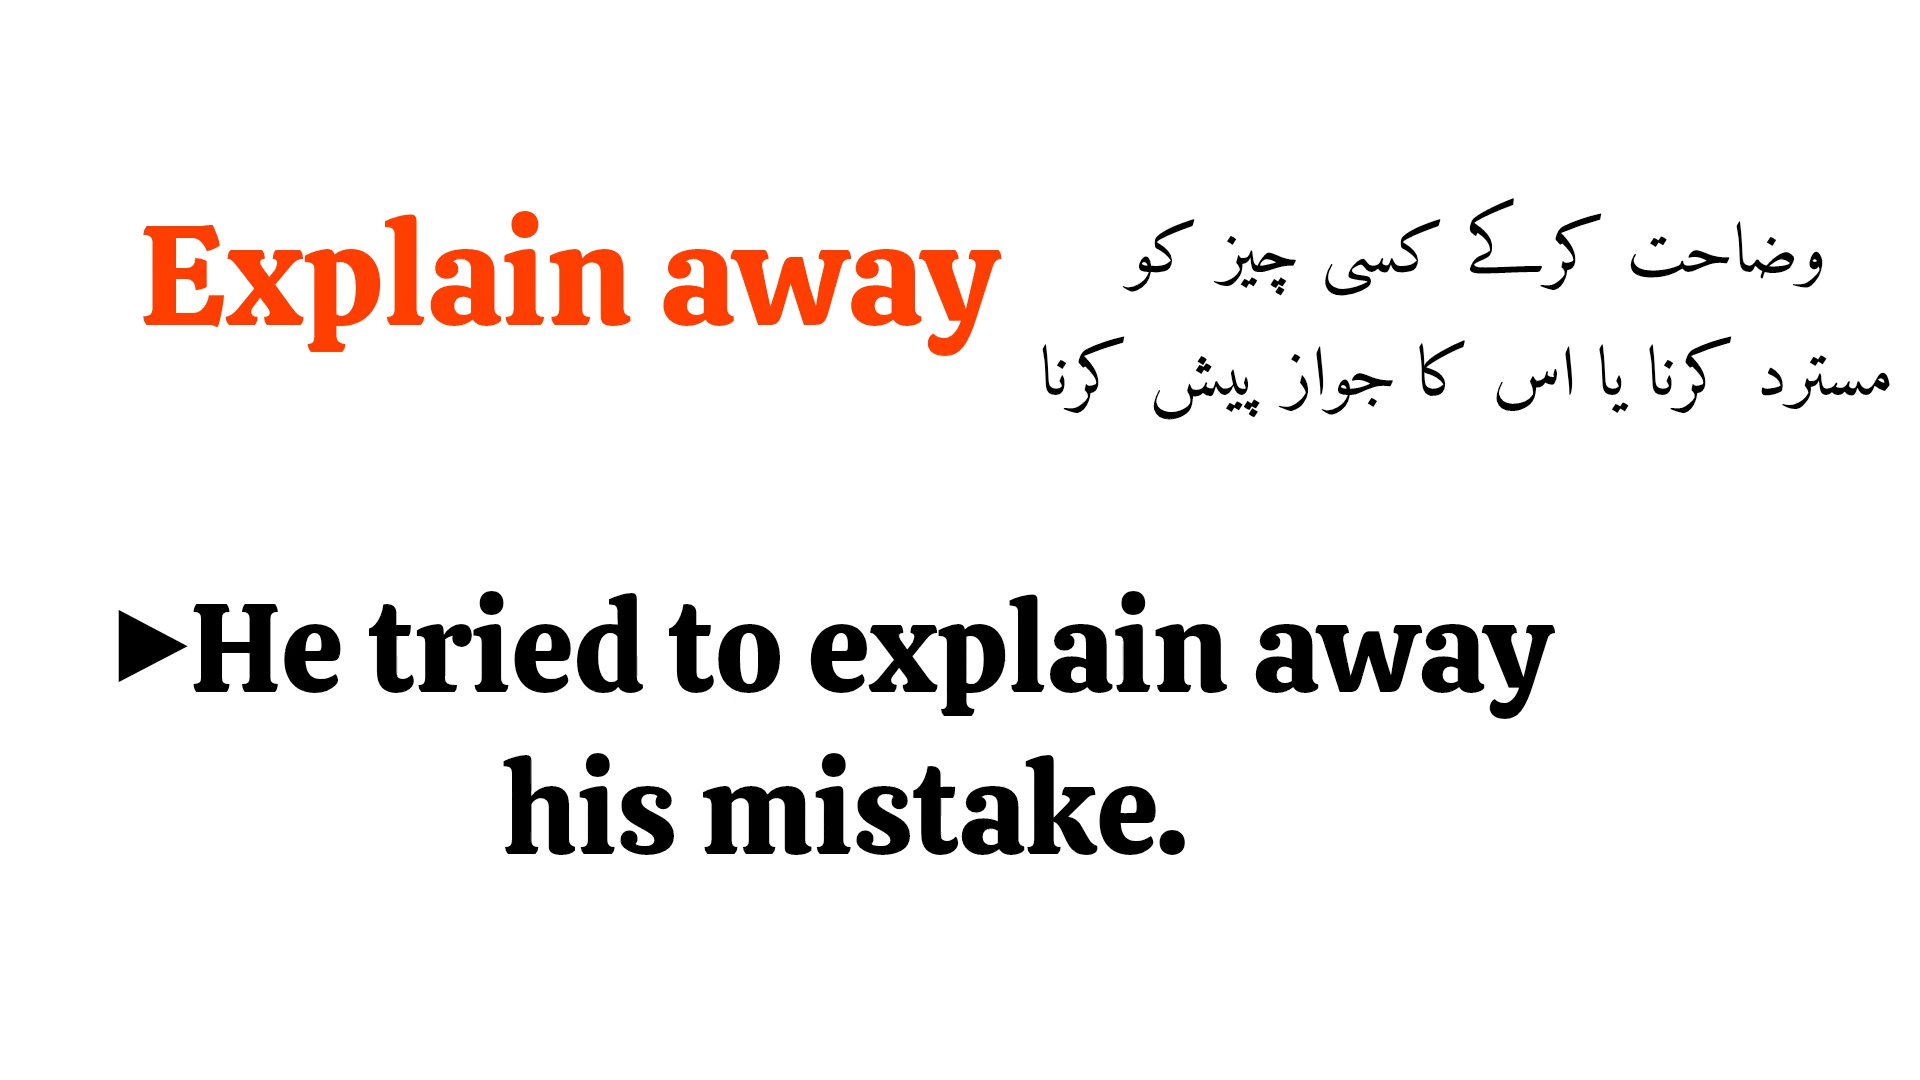 Explain away
وضاحت کرکے کسی چیز کو
مسترد کرنا یا اس کا جواز پیش کرنا
▶He tried to explain away
his mistake.